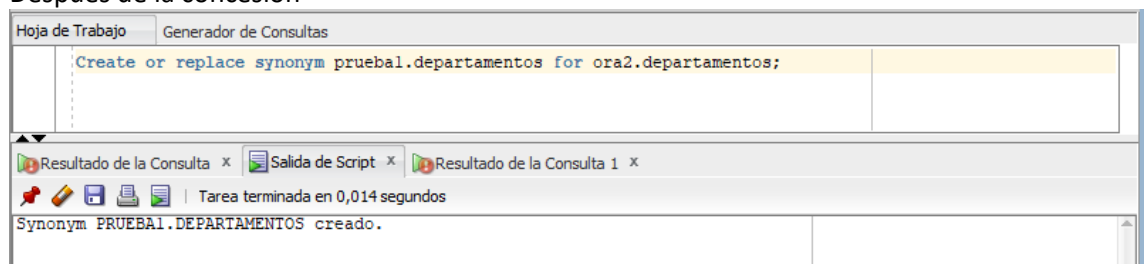 Después de la concesión
Hoja de Trabajo Generador de Consultas
Create or replace synonym prueba1.departamentos for ora2.departamentos;
Resultado de la Consulta x Salida de Script x Resultado de la Consulta 1 x
Tarea terminada en 0,014 segundos
Synonym PRUEBA1.DEPARTAMENTOS creado.